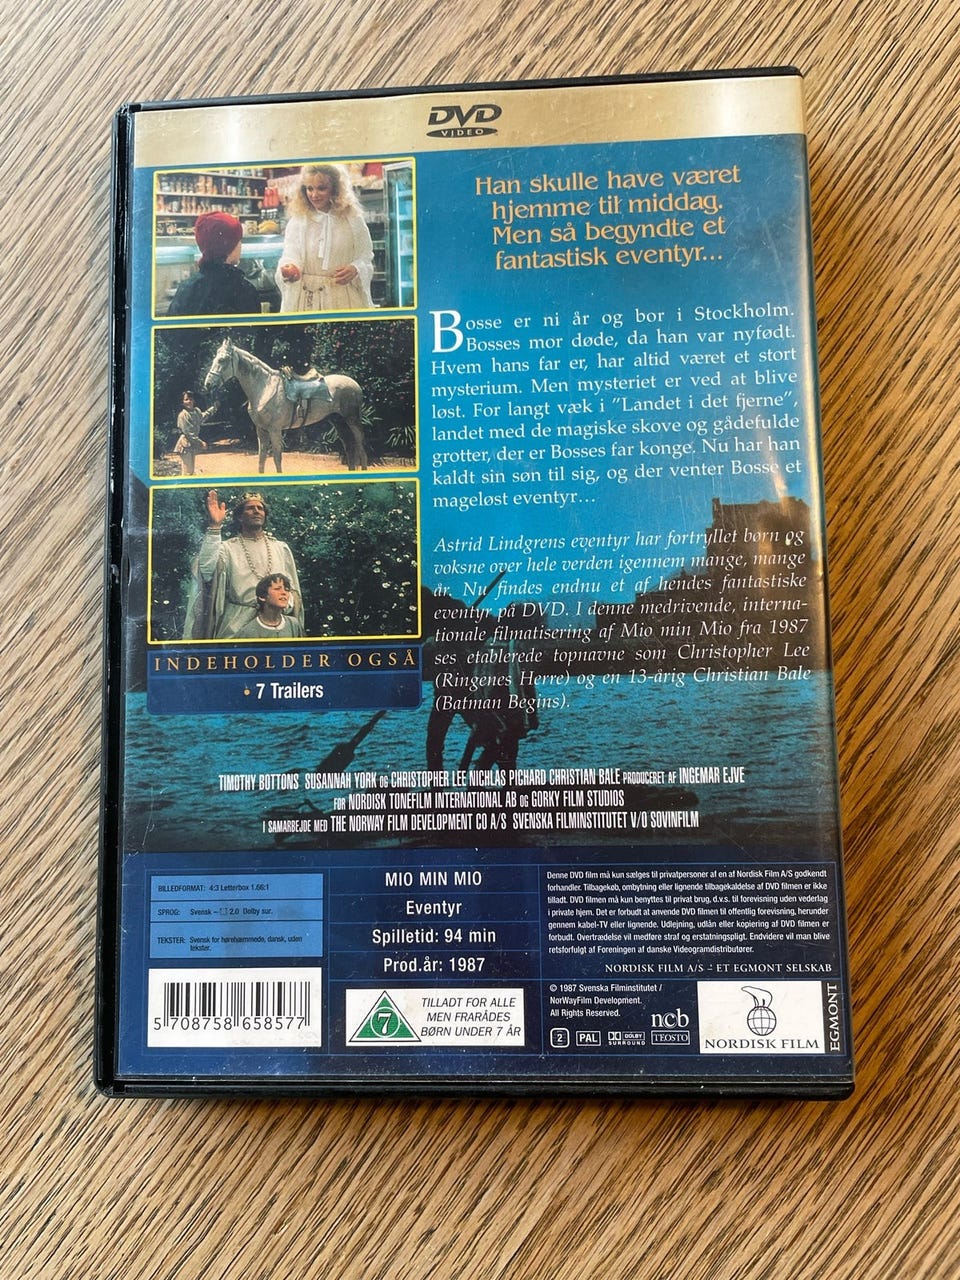 DVD
VIDEO
Han skulle have været
hjemme til middag.
Men så begyndte et
fantastisk eventyr...
Bosse er ni år og bor i Stockholm.
Bosses mor døde, da han var nyfødt.
Hvem hans far er, har altid været et stort
mysterium. Men mysteriet er ved at blive
løst. For langt væk i "Landet i det fjerne",
landet med de magiske skove og gådefulde
grotter, der er Bosses far konge. Nu har han
kaldt sin søn til sig, og der venter Bosse et
mageløst eventyr...
Astrid Lindgrens eventyr har fortryllet børn og
voksne over hele verden igennem mange, mange
år. Nu findes endnu et af hendes fantastiske
eventyr på DVD. I denne medrivende, interna-
tionale filmatisering af Mio min Mio fra 1987
ses etablerede topnavne som Christopher Lee
(Ringenes Herre) og en 13-årig Christian Bale
(Batman Begins).
INDEHOLDER OGSÅ
• 7 Trailers
TIMOTHY BOTTONS SUSANNAH YORK OG CHRISTOPHER LEE NICHLAS PICHARD CHRISTIAN BALE PRODUCERET AF INGEMAR EJVE
FOR NORDISK TONEFILM INTERNATIONAL AB OG GORKY FILM STUDIOS
I SAMARBEJDE MED THE NORWAY FILM DEVELOPMENT CO A/S SVENSKA FILMINSTITUTET V/O SOVINFILM
BILLEDFORMAT: 4:3 Letterbox 1.66:1
SPROG: Svensk – 2.0 Dolby sur.
TEKSTER: Svensk for hørehæmmede, dansk, uden
tekster.
5 708758 658577
MIO MIN MIO
Eventyr
Spilletid: 94 min
Prod.år: 1987
7
TILLADT FOR ALLE
MEN FRARÅDES
BØRN UNDER 7 ÅR
Denne DVD film må kun sælges til privatpersoner af en af Nordisk Film A/S godkendt
forhandler. Tilbagekøb, ombytning eller lignende tilbagekaldelse af DVD filmen er ikke
tilladt. DVD filmen må kun benyttes til privat brug, d.v.s. til forevisning uden vederlag
i private hjem. Det er forbudt at anvende DVD filmen til offentlig forevisning, herunder
gennem kabel-TV eller lignende. Udlejning, udlån eller kopiering af DVD filmen er
forbudt. Overtrædelse vil medføre straf og erstatningspligt. Endvidere vil man blive
retsforfulgt af Foreningen af danske Videogramdistributører.
NORDISK FILM A/S – ET EGMONT SELSKAB
© 1987 Svenska Filminstitutet /
NorWayFilm Development.
All Rights Reserved.
2 PAL DOLBY SURROUND
ncb
TEOSTO
NORDISK FILM
EGMONT